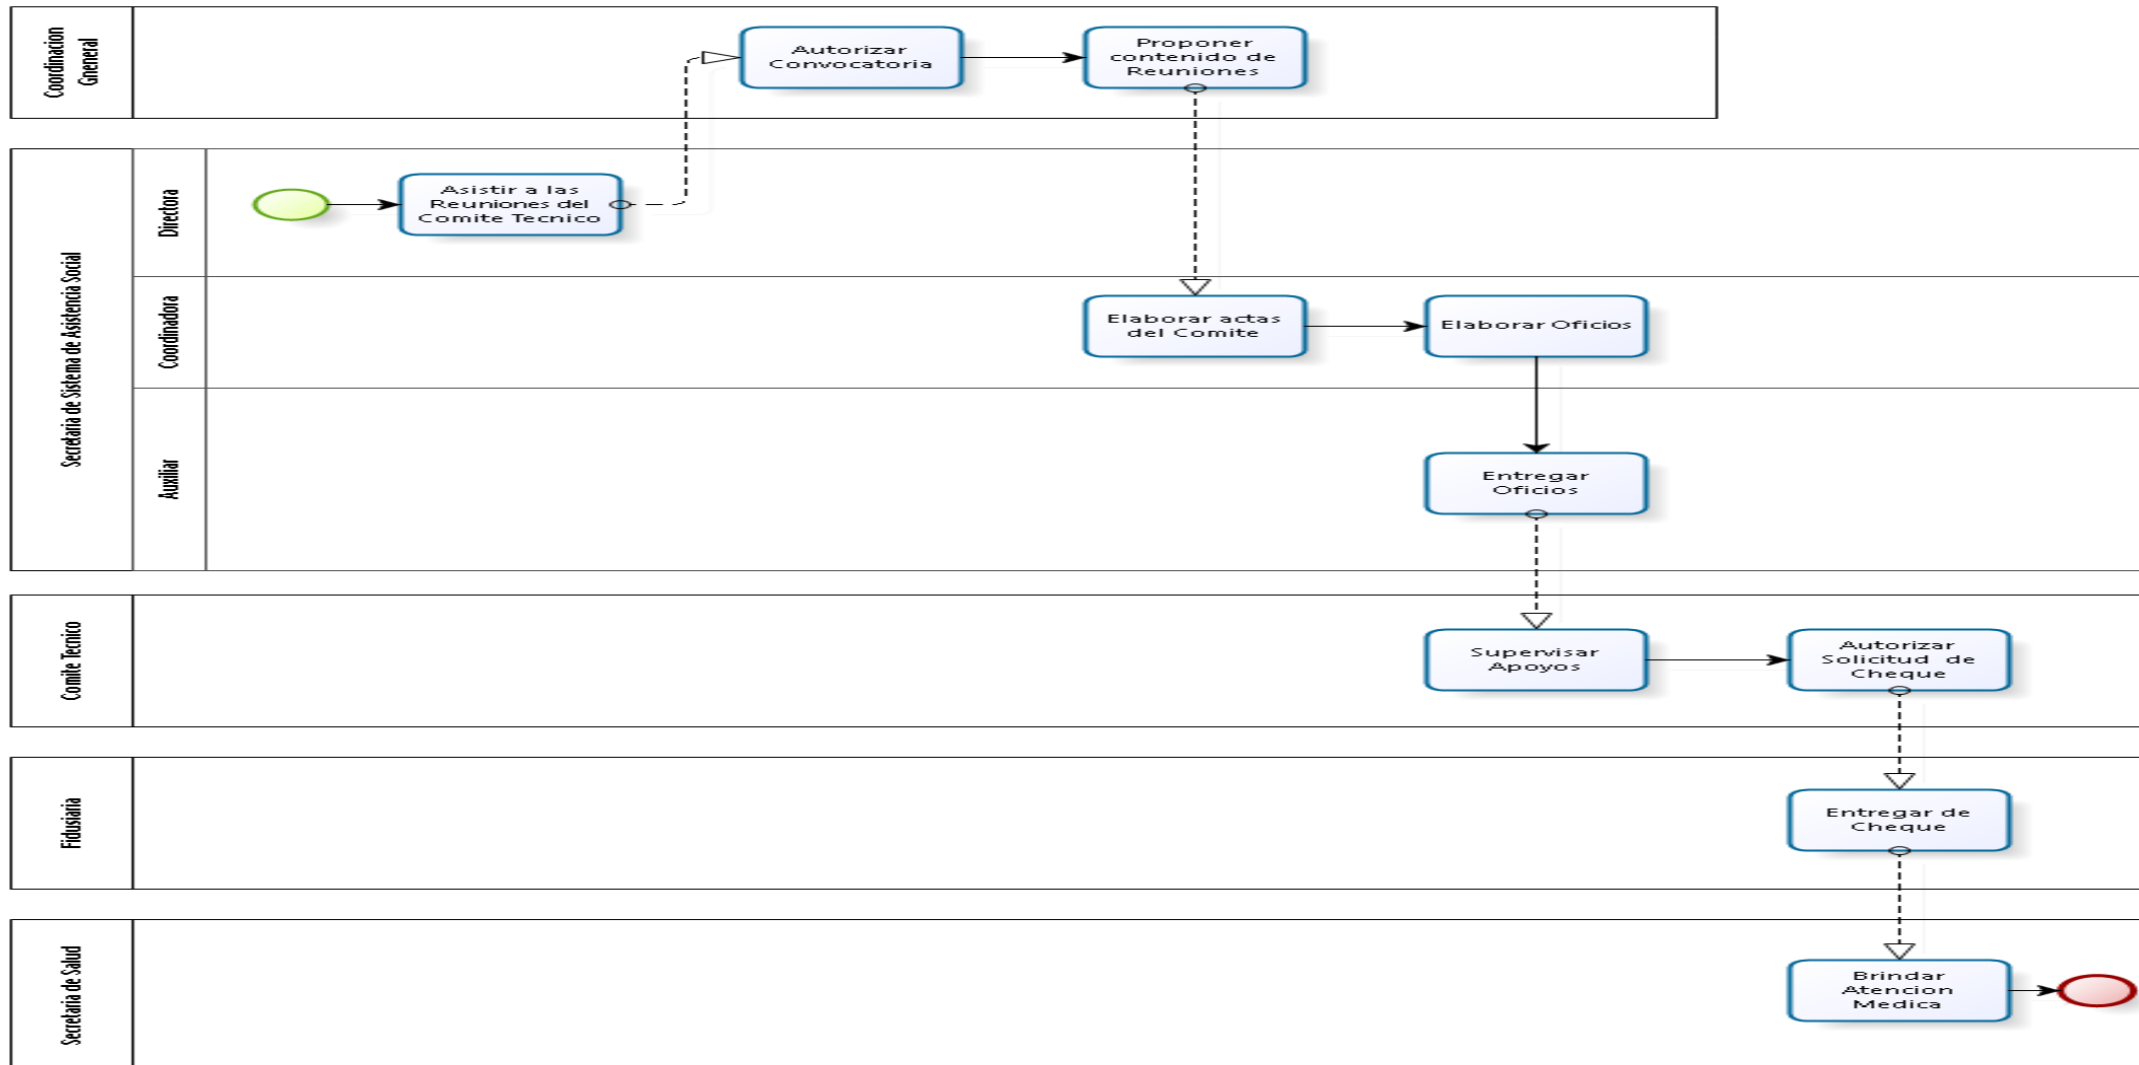 Coordinacion
Gneneral
Autorizar
Convocatoria
Proponer
contenido de
Reuniones
Secretaria de Sistema de Asistencia Social
Directora
Asistir a las
Reuniones del
Comite Tecnico
Coordinadora
Elaborar actas
del Comite
Elaborar Oficios
Auxiliar
Entregar
Oficios
Comite Tecnico
Supervisar
Apoyos
Autorizar
Solicitud de
Cheque
Fidusiaria
Entregar de
Cheque
Secretaria de Salud
Brindar
Atencion
Medica